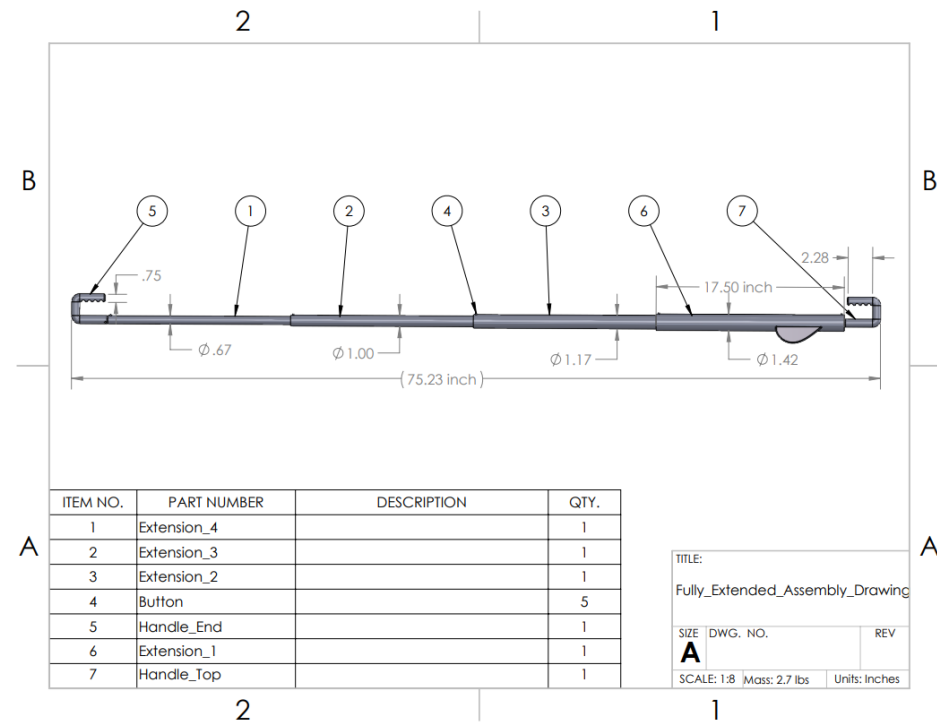 2 1
B B
5 1 2 4 3 6 7
2.28
.75
17.50 inch
Ø.67
Ø1.00
Ø1.17
Ø1.42
(75.23 inch)
ITEM NO. PART NUMBER DESCRIPTION QTY.
1 Extension_4 1
2 Extension_3 1
3 Extension_2 1
4 Button 5
5 Handle_End 1
6 Extension_1 1
7 Handle_Top 1
A A
TITLE:
Fully_Extended_Assembly_Drawing
SIZE DWG. NO. REV
A
SCALE: 1:8 Mass: 2.7 lbs Units: Inches
2 1